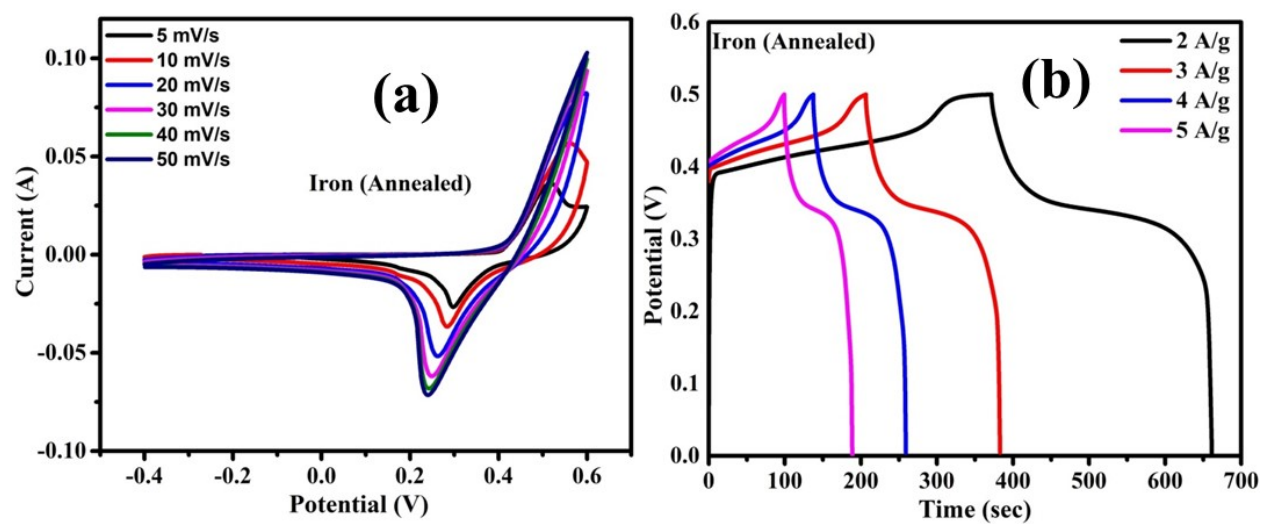 5 mV/s
10 mV/s
20 mV/s
30 mV/s
40 mV/s
50 mV/s
(a)
Iron (Annealed)
0.10
0.05
0.00
-0.05
-0.10
Current (A)
-0.4
-0.2
0.0
0.2
0.4
0.6
Potential (V)
Iron (Annealed)
(b)
2 A/g
3 A/g
4 A/g
5 A/g
0.6
0.5
0.4
0.3
0.2
0.1
0.0
Potential (V)
0
100
200
300
400
500
600
700
Time (sec)